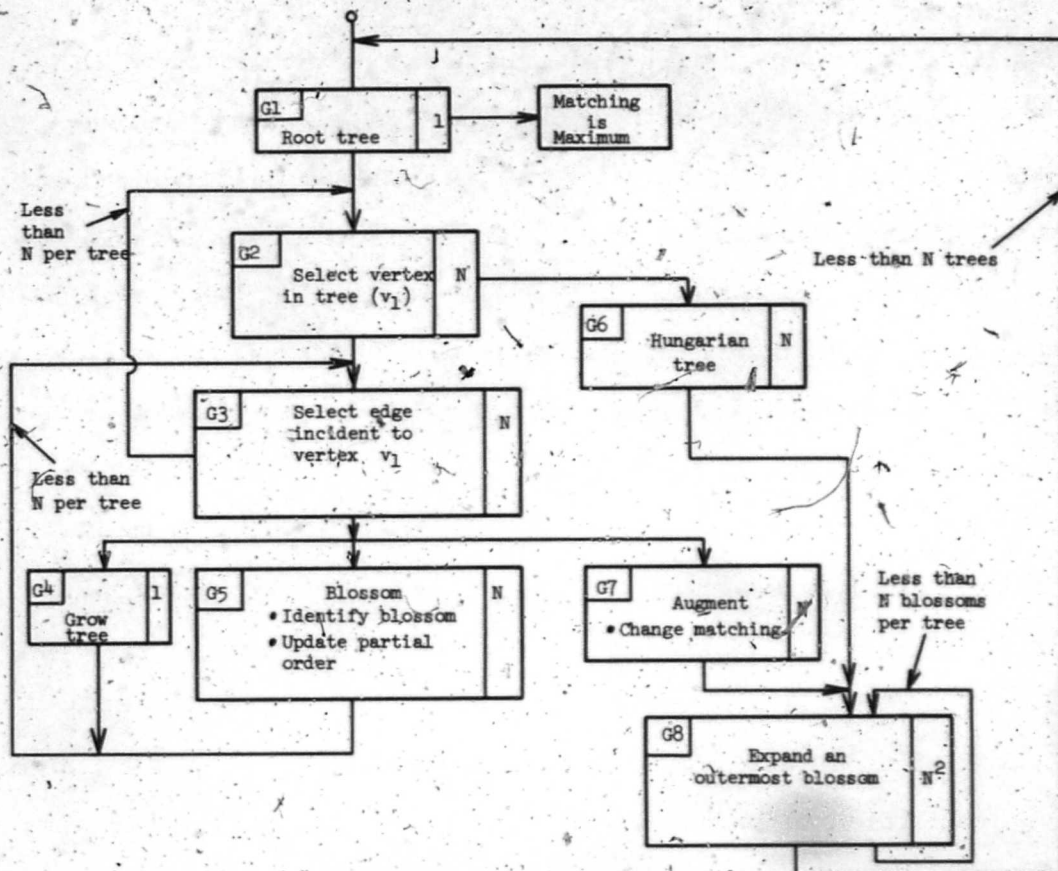 G1
Root tree
1
Matching
is
Maximum
Less
than
N per tree
G2
Select vertex
in tree (v₁)
N
Less than N trees
G6
Hungarian
tree
N
G3
Select edge
incident to
vertex v₁
N
Less than
N per tree
G4
Grow
tree
1
G5
Blossom
• Identify blossom
• Update partial
order
N
G7
Augment
• Change matching
N
Less than
N blossoms
per tree
G8
Expand an
outermost blossom
N²